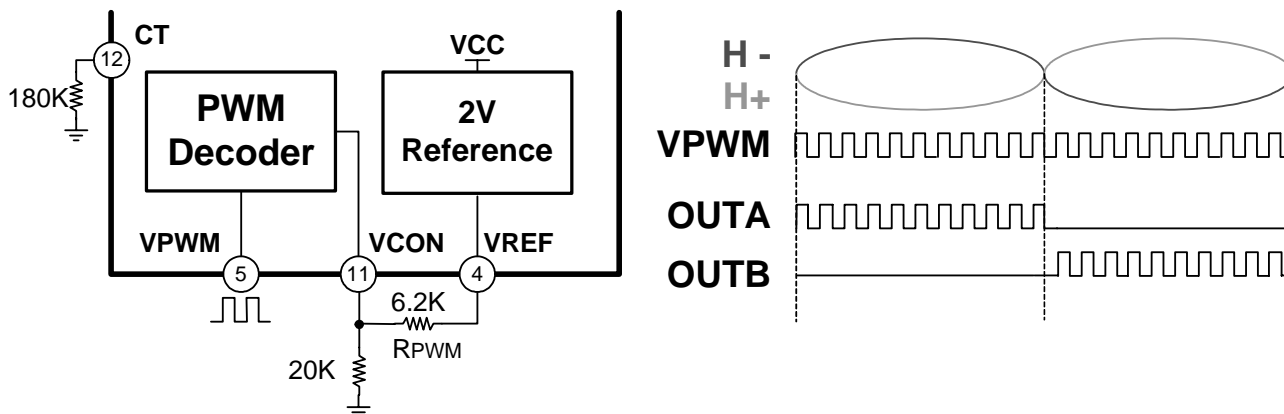 CT
12
180K
PWM
Decoder
VCC
2V
Reference
VPWM
VCON
VREF
5
11
4
6.2K
RPWM
20K
H -
H+
VPWM
OUTA
OUTB